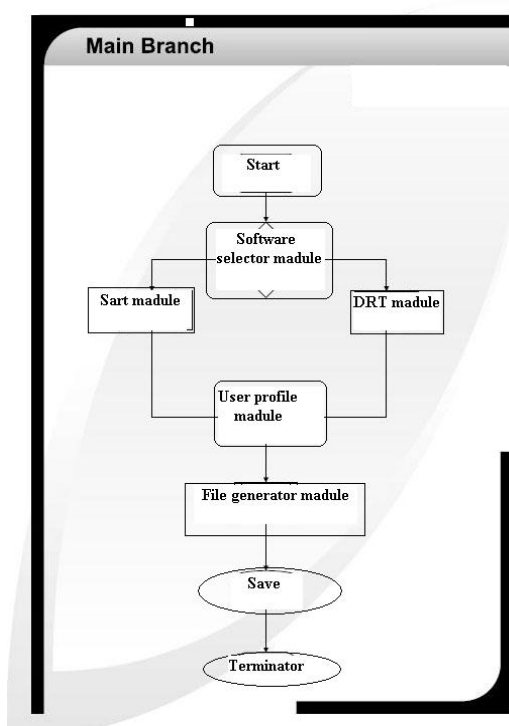 Main Branch
Start
Software
selector madule
Sart madule
DRT madule
User profile
madule
File generator madule
Save
Terminator